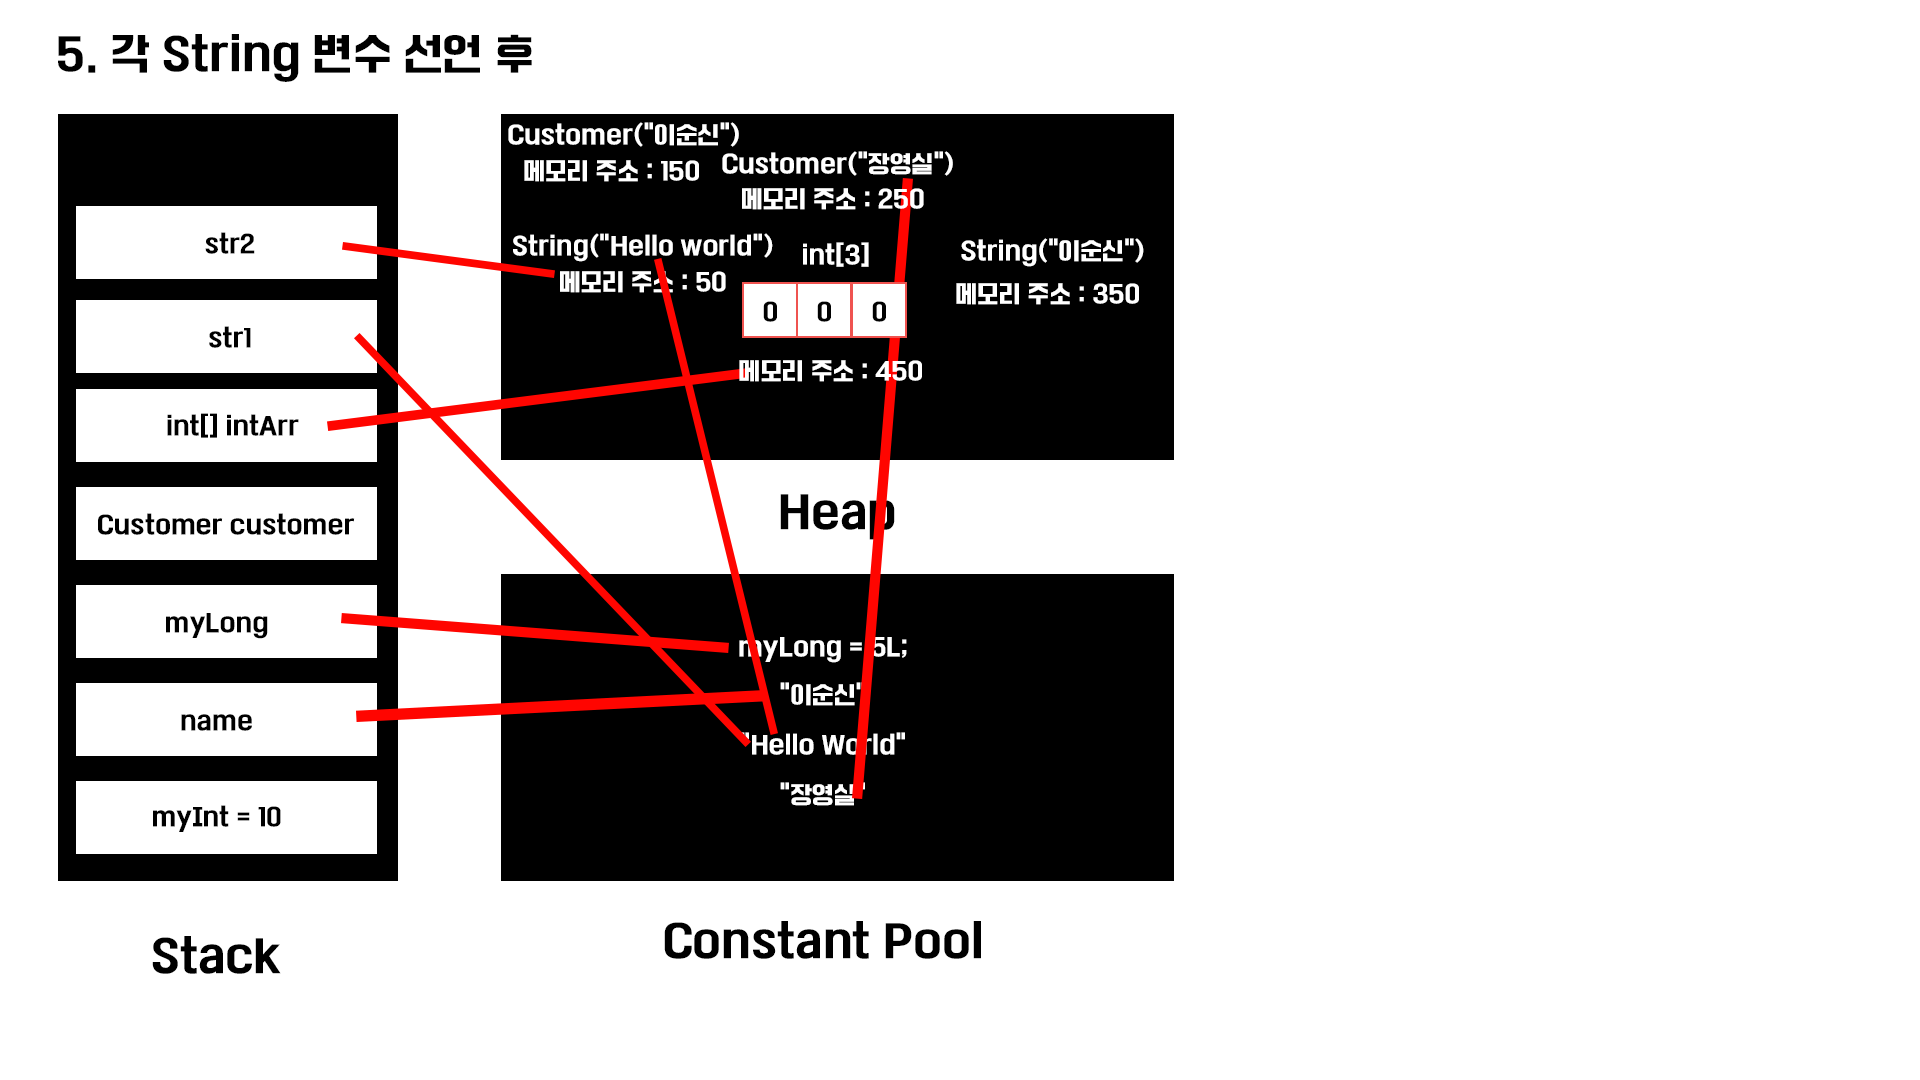 5. 각 String 변수 선언 후
str2
str1
int[] intArr
Customer customer
myLong
name
myInt = 10
Stack
Customer("이순신")
메모리 주소 : 150
Customer("장영실")
메모리 주소 : 250
String("Hello world")
메모리 주소 : 50
int[3]
0 0 0
메모리 주소 : 450
String("이순신")
메모리 주소 : 350
Heap
myLong = 5L;
"이순신"
"Hello World"
"장영실"
Constant Pool